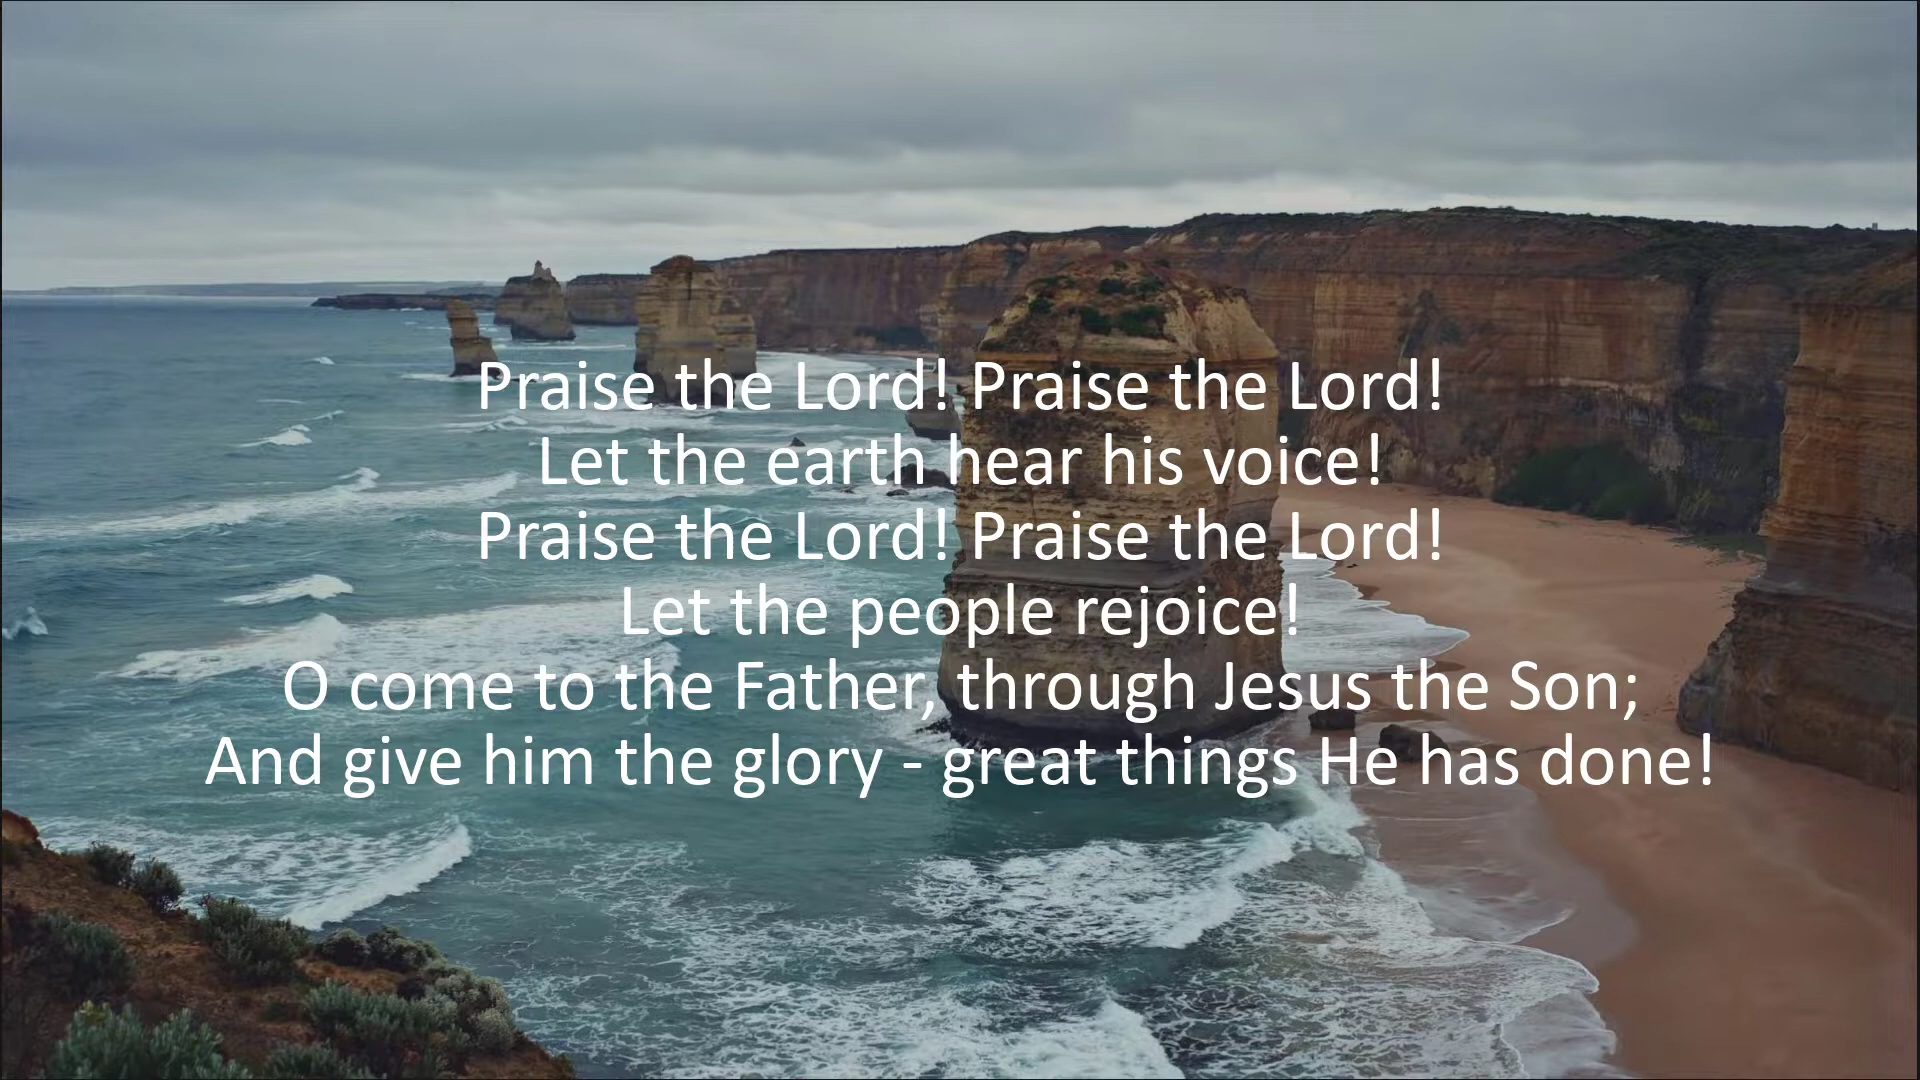 Praise the Lord! Praise the Lord!
Let the earth hear his voice!
Praise the Lord! Praise the Lord!
Let the people rejoice!
O come to the Father, through Jesus the Son;
And give him the glory - great things He has done!